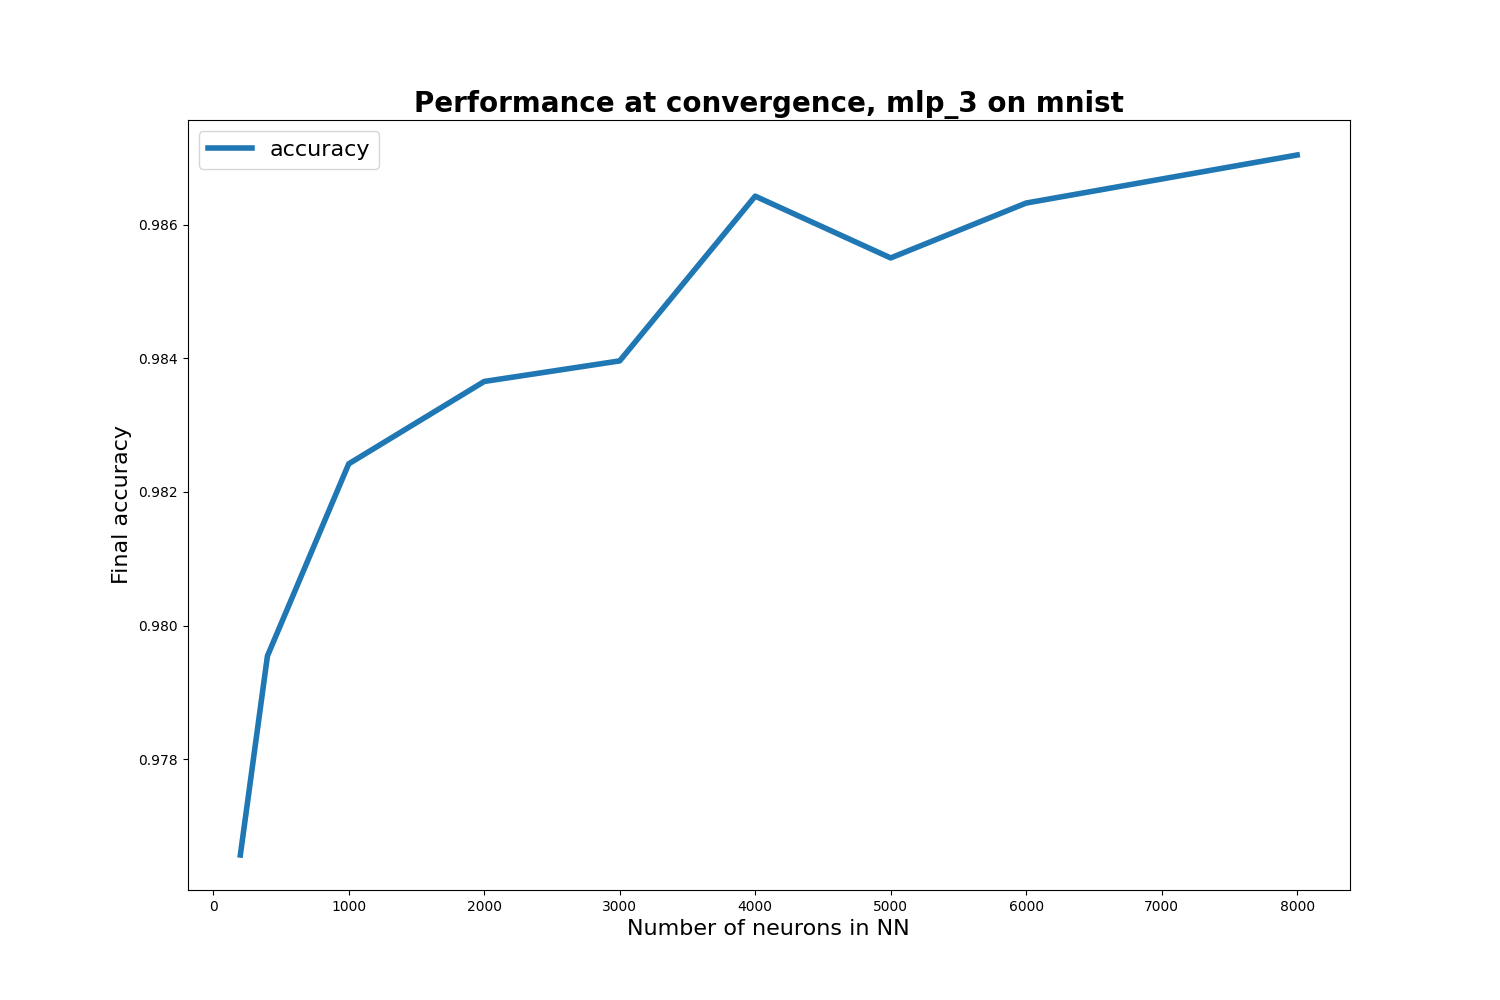 Performance at convergence, mlp_3 on mnist
accuracy
0.986
0.984
0.982
0.980
0.978
Final accuracy
0 1000 2000 3000 4000 5000 6000 7000 8000
Number of neurons in NN